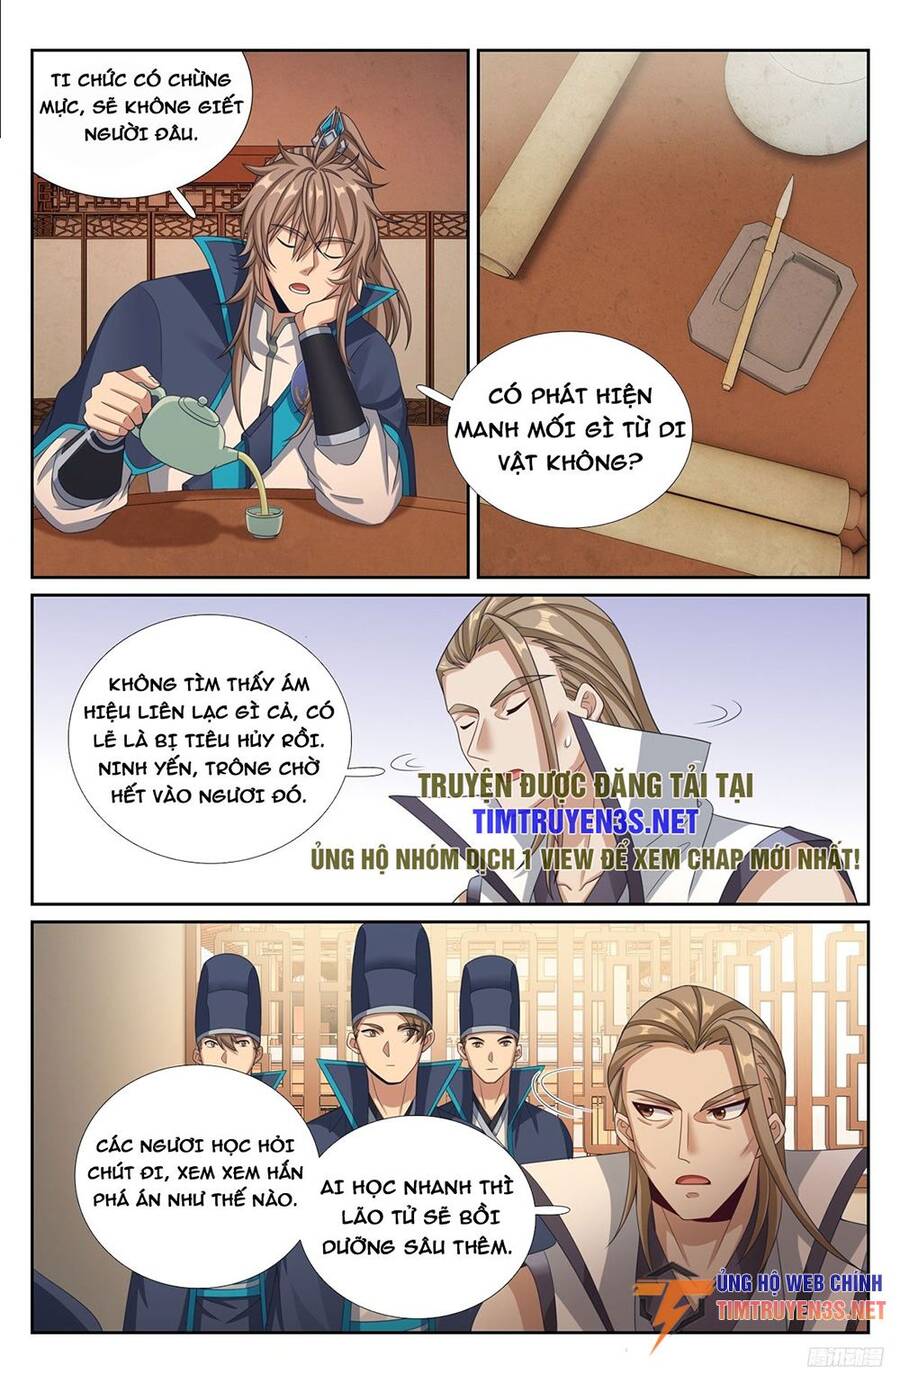 TI CHỨC CÓ CHỪNG
MỰC, SẼ KHÔNG GIẾT
NGƯỜI ĐÂU.
CÓ PHÁT HIỆN
MANH MỐI GÌ TỪ DI
VẬT KHÔNG?
KHÔNG TÌM THẤY ÁM
HIỆU LIÊN LẠC GÌ CẢ, CÓ
LẼ LÀ BỊ TIÊU HỦY RỒI.
NINH YẾN, TRÔNG CHỜ
HẾT VÀO NGƯƠI ĐÓ.
TRUYỆN ĐƯỢC ĐĂNG TẢI TẠI
TIMTRUYEN3S.NET
ỦNG HỘ NHÓM DỊCH 1 VIEW ĐỂ XEM CHAP MỚI NHẤT!
CÁC NGƯƠI HỌC HỎI
CHÚT ĐI, XEM XEM HẮN
PHÁ ÁN NHƯ THẾ NÀO.
AI HỌC NHANH THÌ
LÃO TỬ SẼ BỒI
DƯỠNG SÂU THÊM.
ỦNG HỘ WEB CHÍNH
TIMTRUYEN3S.NET
腾讯动漫